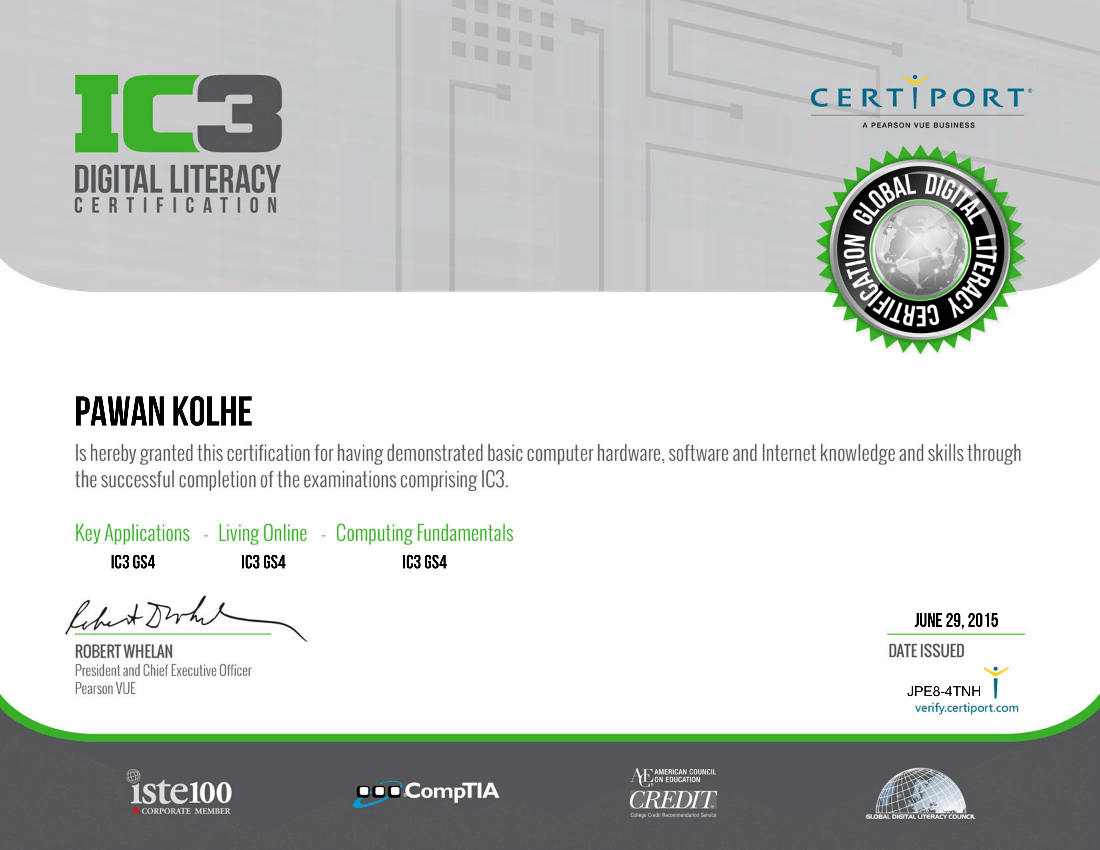 IC3
DIGITAL LITERACY
CERTIFICATION
CERTIPORT®
A PEARSON VUE BUSINESS
GLOBAL DIGITAL LITERACY CERTIFICATION
PAWAN KOLHE
Is hereby granted this certification for having demonstrated basic computer hardware, software and Internet knowledge and skills through
the successful completion of the examinations comprising IC3.
Key Applications - Living Online - Computing Fundamentals
IC3 GS4 IC3 GS4 IC3 GS4
Robert Whelan
ROBERT WHELAN
President and Chief Executive Officer
Pearson VUE
JUNE 29, 2015
DATE ISSUED
JPE8-4TNH
verify.certiport.com
iste100
CORPORATE MEMBER
CompTIA
ACE AMERICAN COUNCIL
ON EDUCATION
CREDIT
College Credit Recommendation Service
GLOBAL DIGITAL LITERACY COUNCIL